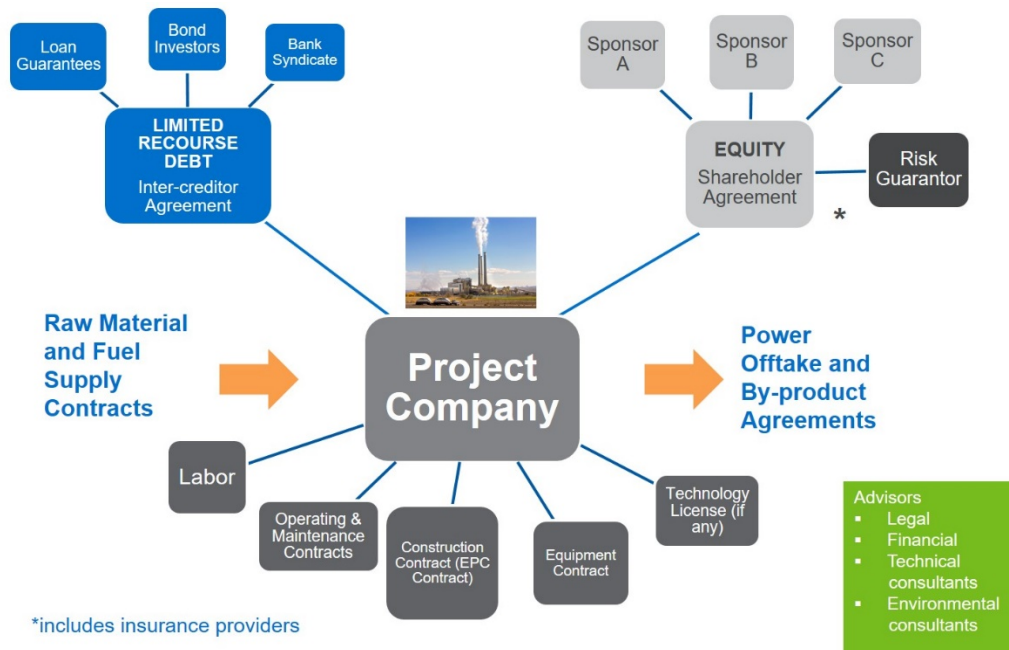 Loan
Guarantees
Bond
Investors
Bank
Syndicate
LIMITED
RECOURSE
DEBT
Inter-creditor
Agreement
Sponsor
A
Sponsor
B
Sponsor
C
EQUITY
Shareholder
Agreement
Risk
Guarantor
*
Raw Material
and Fuel
Supply
Contracts
Project
Company
Power
Offtake and
By-product
Agreements
Labor
Operating &
Maintenance
Contracts
Construction
Contract (EPC
Contract)
Equipment
Contract
Technology
License (if
any)
Advisors
▪ Legal
▪ Financial
▪ Technical
consultants
▪ Environmental
consultants
*includes insurance providers